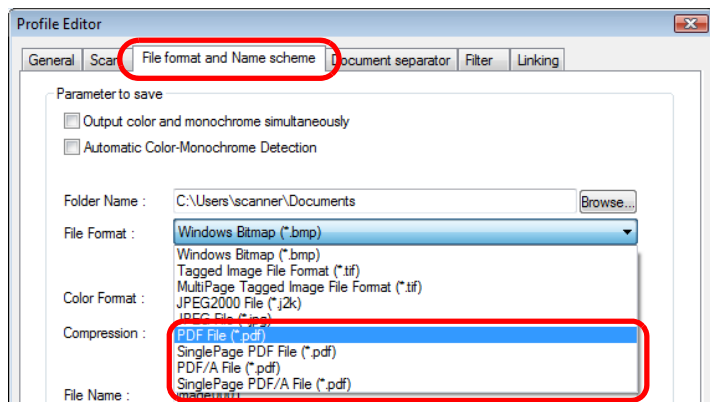 Profile Editor
General Scan File format and Name scheme Document separator Filter Linking
Parameter to save
Output color and monochrome simultaneously
Automatic Color-Monochrome Detection
Folder Name : C:\Users\scanner\Documents Browse...
File Format : Windows Bitmap (*.bmp)
Windows Bitmap (*.bmp)
Tagged Image File Format (*.tif)
MultiPage Tagged Image File Format (*.tif)
Color Format : JPEG2000 File (*.j2k)
JPEG File (*.jpg)
Compression : PDF File (*.pdf)
SinglePage PDF File (*.pdf)
PDF/A File (*.pdf)
SinglePage PDF/A File (*.pdf)
File Name :